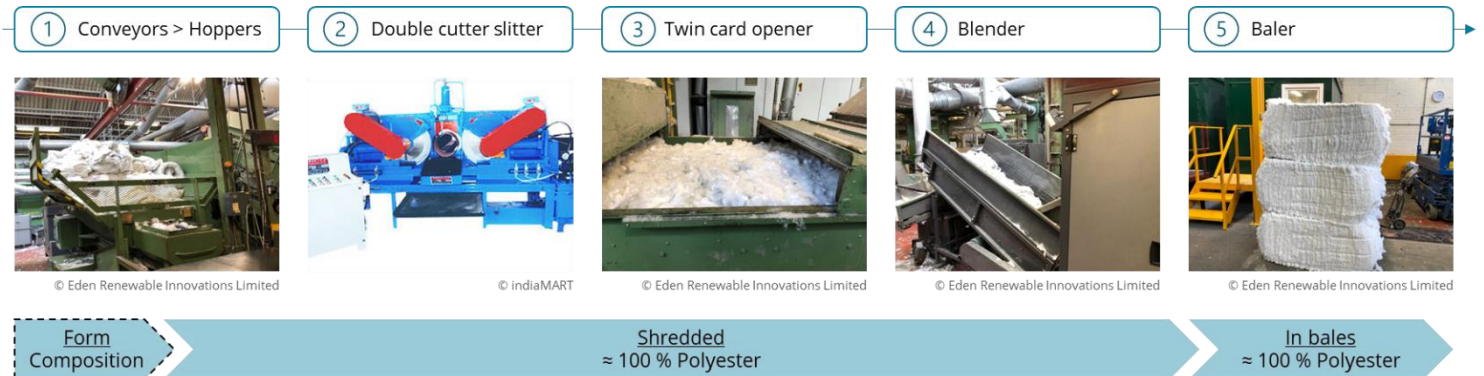 1 Conveyors > Hoppers
2 Double cutter slitter
3 Twin card opener
4 Blender
5 Baler
© Eden Renewable Innovations Limited
© indiaMART
© Eden Renewable Innovations Limited
© Eden Renewable Innovations Limited
© Eden Renewable Innovations Limited
Form
Composition
Shredded
≈ 100 % Polyester
In bales
≈ 100 % Polyester